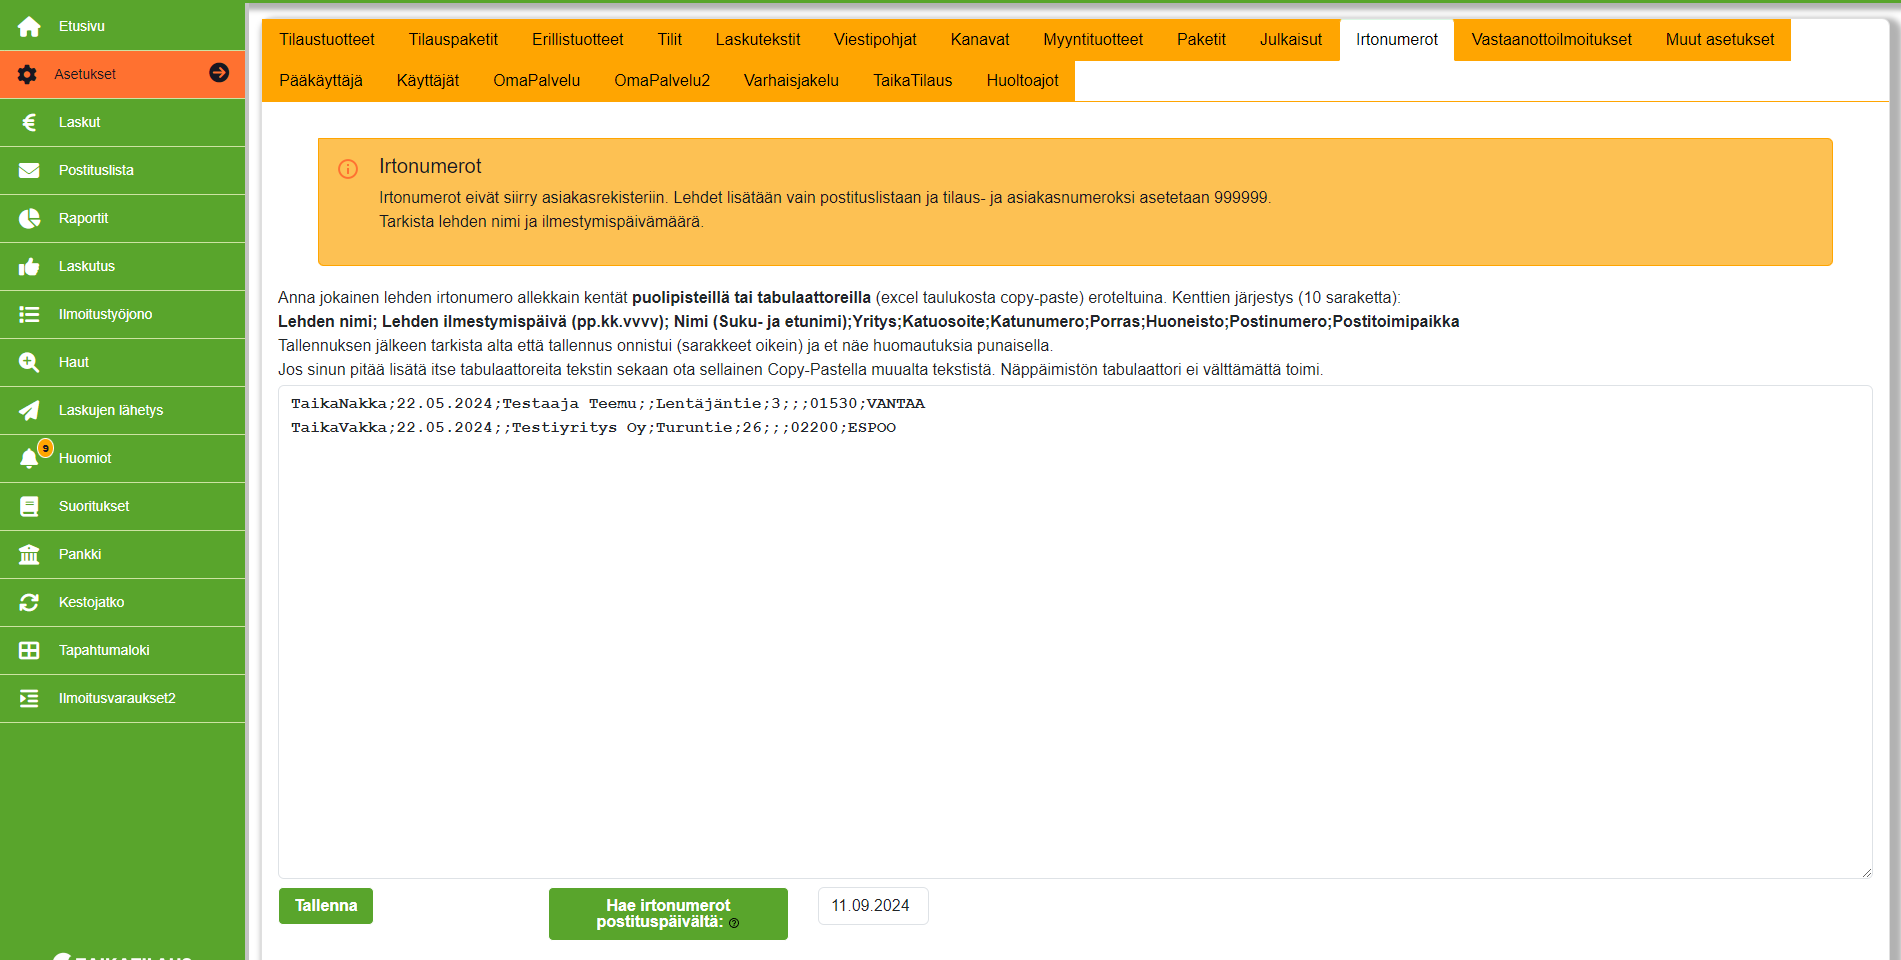 Etusivu
Asetukset
Laskut
Postituslista
Raportit
Laskutus
Ilmoitustyöjono
Haut
Laskujen lähetys
9
Huomiot
Suoritukset
Pankki
Kestojatko
Tapahtumaloki
Ilmoitusvaraukset2
Tilaustuotteet Tilauspaketit Erillistuotteet Tilit Laskutekstit Viestipohjat Kanavat Myyntituotteet Paketit Julkaisut Irtonumerot Vastaanottoilmoitukset Muut asetukset
Pääkäyttäjä Käyttäjät OmaPalvelu OmaPalvelu2 Varhaisjakelu TaikaTilaus Huoltoajot
Irtonumerot
Irtonumerot eivät siirry asiakasrekisteriin. Lehdet lisätään vain postituslistaan ja tilaus- ja asiakasnumeroksi asetetaan 999999.
Tarkista lehden nimi ja ilmestymispäivämäärä.
Anna jokainen lehden irtonumero allekkain kentät puolipisteillä tai tabulaattoreilla (excel taulukosta copy-paste) eroteltuina. Kenttien järjestys (10 saraketta):
Lehden nimi; Lehden ilmestymispäivä (pp.kk.vvvv); Nimi (Suku- ja etunimi);Yritys;Katuosoite;Katunumero;Porras;Huoneisto;Postinumero;Postitoimipaikka
Tallennuksen jälkeen tarkista alta että tallennus onnistui (sarakkeet oikein) ja et näe huomautuksia punaisella.
Jos sinun pitää lisätä itse tabulaattoreita tekstin sekaan ota sellainen Copy-Pastella muualta tekstistä. Näppäimistön tabulaattori ei välttämättä toimi.
TaikaNakka;22.05.2024;Testaaja Teemu;;Lentäjäntie;3;;;01530;VANTAA
TaikaVakka;22.05.2024;;Testiyritys Oy;Turuntie;26;;;02200;ESPOO
Tallenna
Hae irtonumerot
postituspäivältä:
11.09.2024